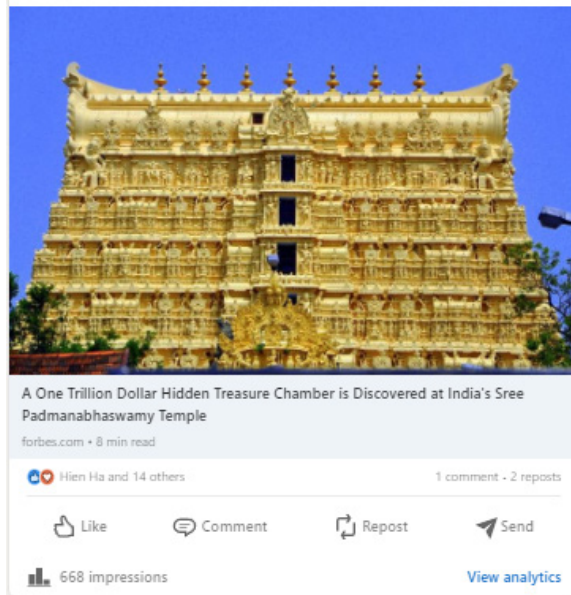 A One Trillion Dollar Hidden Treasure Chamber is Discovered at India's Sree
Padmanabhaswamy Temple
forbes.com • 8 min read
Hien Ha and 14 others 1 comment • 2 reposts
Like Comment Repost Send
668 impressions View analytics